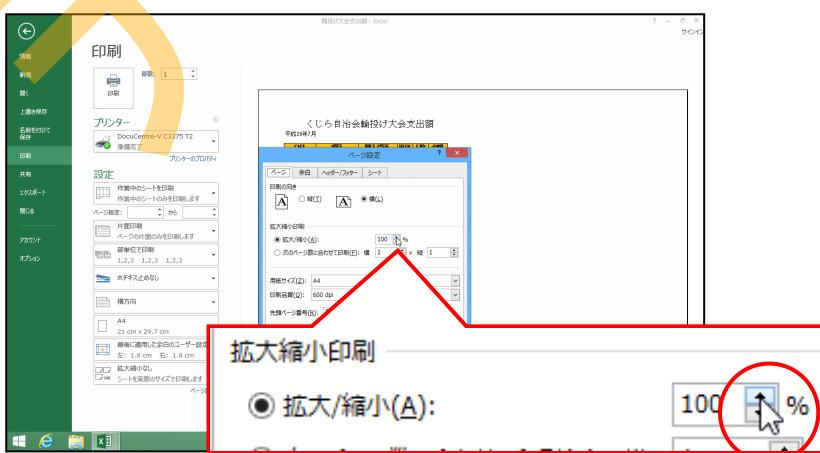 輪投げ大会支出額 - Excel
サインイン
情報
新規
開く
上書き保存
名前を付けて
保存
印刷
共有
エクスポート
閉じる
アカウント
オプション
印刷
印刷
部数: 1
プリンター
DocuCentre-V C3375 T2
準備完了
プリンターのプロパティ
設定
作業中のシートを印刷
作業中のシートのみを印刷します
ページ指定: から
片面印刷
ページの片面のみを印刷します
部単位で印刷
1,2,3 1,2,3 1,2,3
ホチキス止めなし
横方向
A4
21 cm x 29.7 cm
最後に適用した余白のユーザー設定
左: 1.8 cm 右: 1.8 cm
拡大縮小なし
シートを実際のサイズで印刷します
くじら自治会輪投げ大会支出額
平成28年7月
ページ設定
ページ 余白 ヘッダー/フッター シート
印刷の向き
A 縦(T) A 横(L)
拡大縮小印刷
拡大/縮小(A): 100 %
次のページ数に合わせて印刷(F): 横 1 × 縦 1
用紙サイズ(Z): A4
印刷品質(Q): 600 dpi
先頭ページ番号(R):
拡大縮小印刷
拡大/縮小(A): 100 %